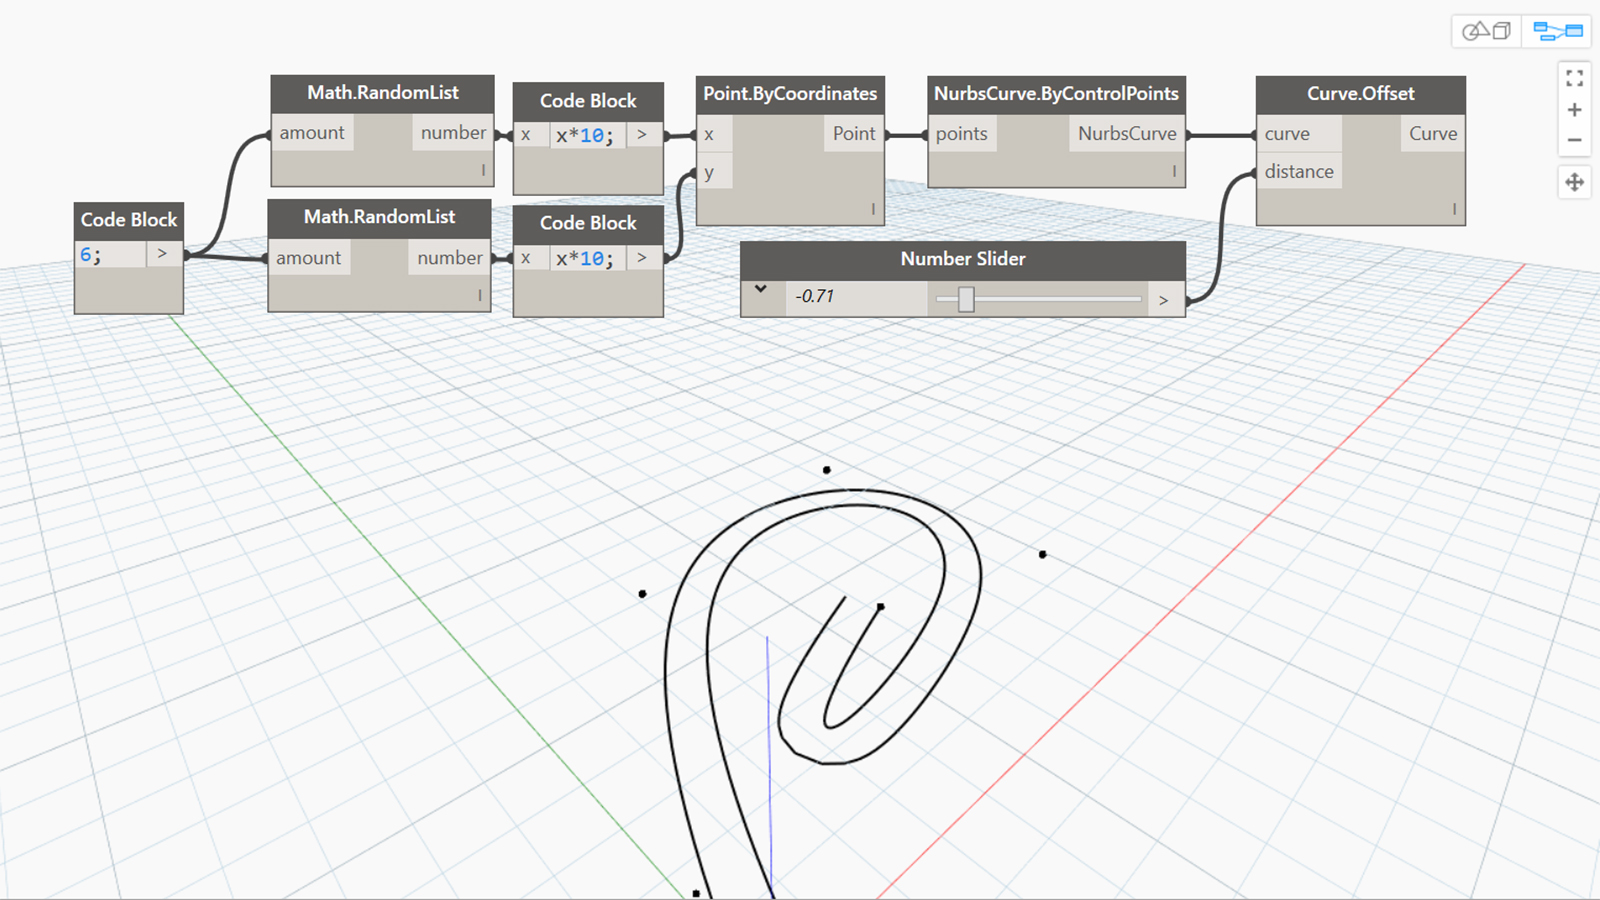 Math.RandomList
amount number
Code Block
x x*10; >
Point.ByCoordinates
x Point
y
NurbsCurve.ByControlPoints
points NurbsCurve
Curve.Offset
curve Curve
distance
Code Block
6; >
Math.RandomList
amount number
Code Block
x x*10; >
Number Slider
-0.71 >